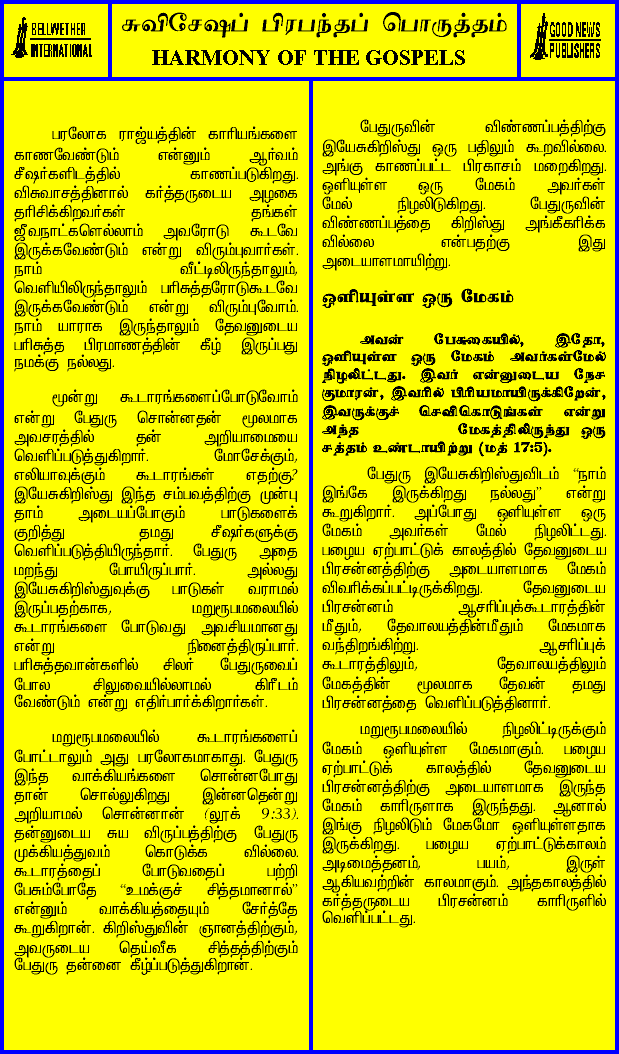 BELLWETHER
INTERNATIONAL
சுவிசேஷப் பிரபந்தப் பொருத்தம்
HARMONY OF THE GOSPELS
GOOD NEWS
PUBLISHERS
பரலோக ராஜ்யத்தின் காரியங்களை
காணவேண்டும் என்னும் ஆர்வம்
சீஷர்களிடத்தில் காணப்படுகிறது.
விசுவாசத்தினால் கர்த்தருடைய அழகை
தரிசிக்கிறவர்கள் தங்கள்
ஜீவநாட்களெல்லாம் அவரோடு கூடவே
இருக்கவேண்டும் என்று விரும்புவார்கள்.
நாம் வீட்டிலிருந்தாலும்,
வெளியிலிருந்தாலும் பரிசுத்தரோடுகூடவே
இருக்கவேண்டும் என்று விரும்புவோம்.
நாம் யாராக இருந்தாலும் தேவனுடைய
பரிசுத்த பிரமாணத்தின் கீழ் இருப்பது
நமக்கு நல்லது.
மூன்று கூடாரங்களைப்போடுவோம்
என்று பேதுரு சொன்னதன் மூலமாக
அவசரத்தில் தன் அறியாமையை
வெளிப்படுத்துகிறார். மோசேக்கும்,
எலியாவுக்கும் கூடாரங்கள் எதற்கு?
இயேசுகிறிஸ்து இந்த சம்பவத்திற்கு முன்பு
தாம் அடையப்போகும் பாடுகளைக்
குறித்து தமது சீஷர்களுக்கு
வெளிப்படுத்தியிருந்தார். பேதுரு அதை
மறந்து போயிருப்பார். அல்லது
இயேசுகிறிஸ்துவுக்கு பாடுகள் வராமல்
இருப்பதற்காக, மறுரூபமலையில்
கூடாரங்களை போடுவது அவசியமானது
என்று நினைத்திருப்பார்.
பரிசுத்தவான்களில் சிலர் பேதுருவைப்
போல சிலுவையில்லாமல் கிரீடம்
வேண்டும் என்று எதிர்பார்க்கிறார்கள்.
மறுரூபமலையில் கூடாரங்களைப்
போட்டாலும் அது பரலோகமாகாது. பேதுரு
இந்த வாக்கியங்களை சொன்னபோது
தான் சொல்லுகிறது இன்னதென்று
அறியாமல் சொன்னான் (லூக் 9:33).
தன்னுடைய சுய விருப்பத்திற்கு பேதுரு
முக்கியத்துவம் கொடுக்க வில்லை.
கூடாரத்தைப் போடுவதைப் பற்றி
பேசும்போதே “உமக்குச் சித்தமானால்”
என்னும் வாக்கியத்தையும் சேர்த்தே
கூறுகிறான். கிறிஸ்துவின் ஞானத்திற்கும்,
அவருடைய தெய்வீக சித்தத்திற்கும்
பேதுரு தன்னை கீழ்ப்படுத்துகிறான்.
பேதுருவின் விண்ணப்பத்திற்கு
இயேசுகிறிஸ்து ஒரு பதிலும் கூறவில்லை.
அங்கு காணப்பட்ட பிரகாசம் மறைகிறது.
ஒளியுள்ள ஒரு மேகம் அவர்கள்
மேல் நிழலிடுகிறது. பேதுருவின்
விண்ணப்பத்தை கிறிஸ்து அங்கீகரிக்க
வில்லை என்பதற்கு இது
அடையாளமாயிற்று.
ஒளியுள்ள ஒரு மேகம்
அவன் பேசுகையில், இதோ,
ஒளியுள்ள ஒரு மேகம் அவர்கள்மேல்
நிழலிட்டது. இவர் என்னுடைய நேச
குமாரன், இவரில் பிரியமாயிருக்கிறேன்,
இவருக்குச் செவிகொடுங்கள் என்று
அந்த மேகத்திலிருந்து ஒரு
சத்தம் உண்டாயிற்று (மத் 17:5).
பேதுரு இயேசுகிறிஸ்துவிடம் “நாம்
இங்கே இருக்கிறது நல்லது” என்று
கூறுகிறார். அப்போது ஒளியுள்ள ஒரு
மேகம் அவர்கள் மேல் நிழலிட்டது.
பழைய ஏற்பாட்டுக் காலத்தில் தேவனுடைய
பிரசன்னத்திற்கு அடையாளமாக மேகம்
விவரிக்கப்பட்டிருக்கிறது. தேவனுடைய
பிரசன்னம் ஆசரிப்புக்கூடாரத்தின்
மீதும், தேவாலயத்தின்மீதும் மேகமாக
வந்திறங்கிற்று. ஆசரிப்புக்
கூடாரத்திலும், தேவாலயத்திலும்
மேகத்தின் மூலமாக தேவன் தமது
பிரசன்னத்தை வெளிப்படுத்தினார்.
மறுரூபமலையில் நிழலிட்டிருக்கும்
மேகம் ஒளியுள்ள மேகமாகும். பழைய
ஏற்பாட்டுக் காலத்தில் தேவனுடைய
பிரசன்னத்திற்கு அடையாளமாக இருந்த
மேகம் காரிருளாக இருந்தது. ஆனால்
இங்கு நிழலிடும் மேகமோ ஒளியுள்ளதாக
இருக்கிறது. பழைய ஏற்பாட்டுக்காலம்
அடிமைத்தனம், பயம், இருள்
ஆகியவற்றின் காலமாகும். அந்தகாலத்தில்
கர்த்தருடைய பிரசன்னம் காரிருளில்
வெளிப்பட்டது.